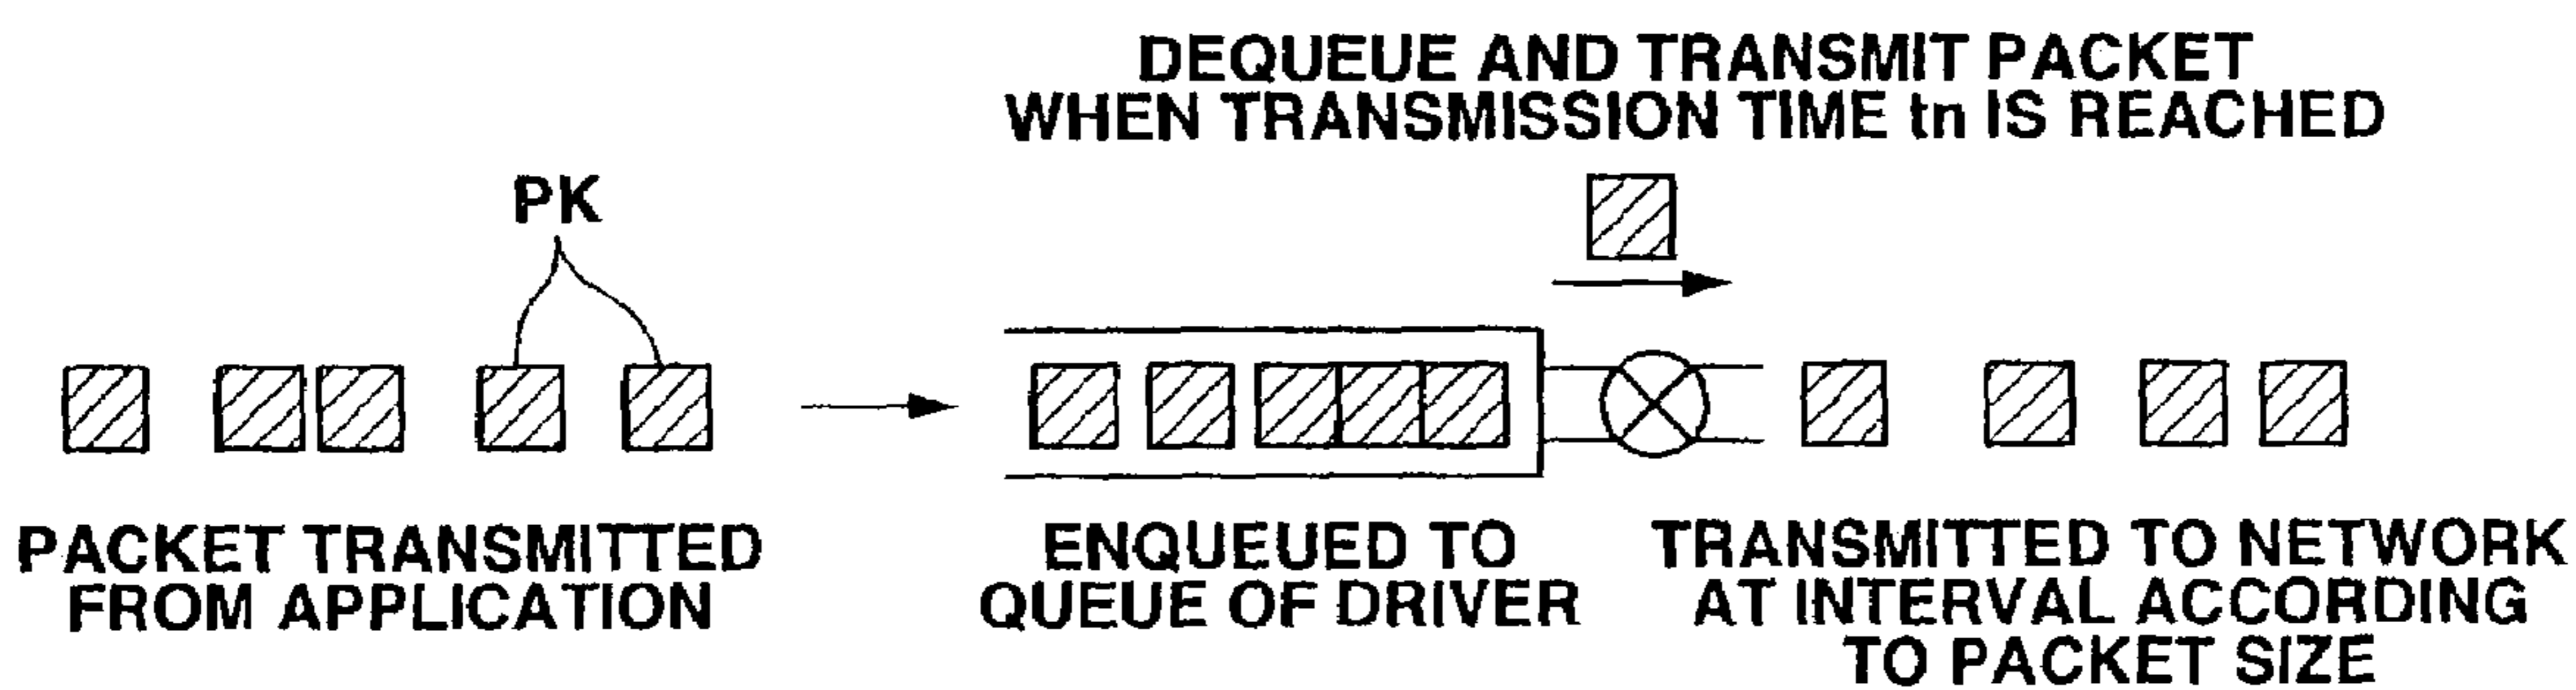 DEQUEUE AND TRANSMIT PACKET
WHEN TRANSMISSION TIME tn IS REACHED
PK
PACKET TRANSMITTED
FROM APPLICATION
ENQUEUED TO
QUEUE OF DRIVER
TRANSMITTED TO NETWORK
AT INTERVAL ACCORDING
TO PACKET SIZE